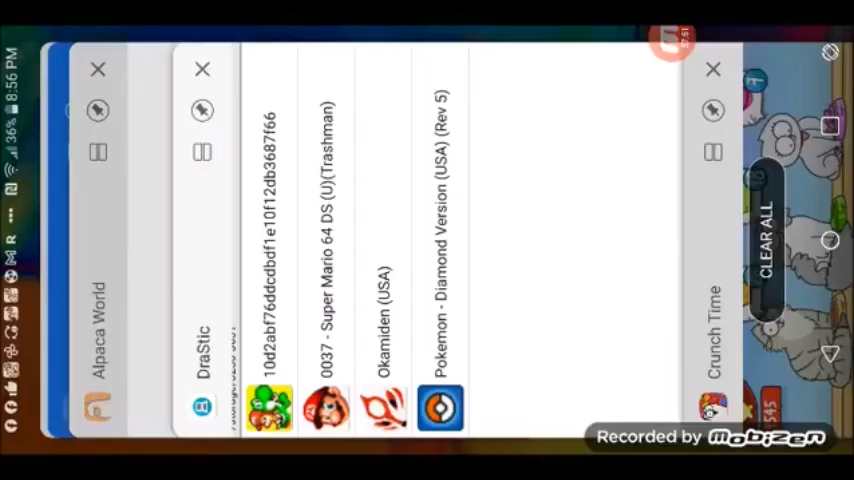 36% 8:56 PM
Alpaca World
DraStic
10d2abf76ddcdbdf1e10f12db3687f66
0037 - Super Mario 64 DS (U)(Trashman)
Okamiden (USA)
Pokemon - Diamond Version (USA) (Rev 5)
Crunch Time
CLEAR ALL
545
Recorded by mobizen